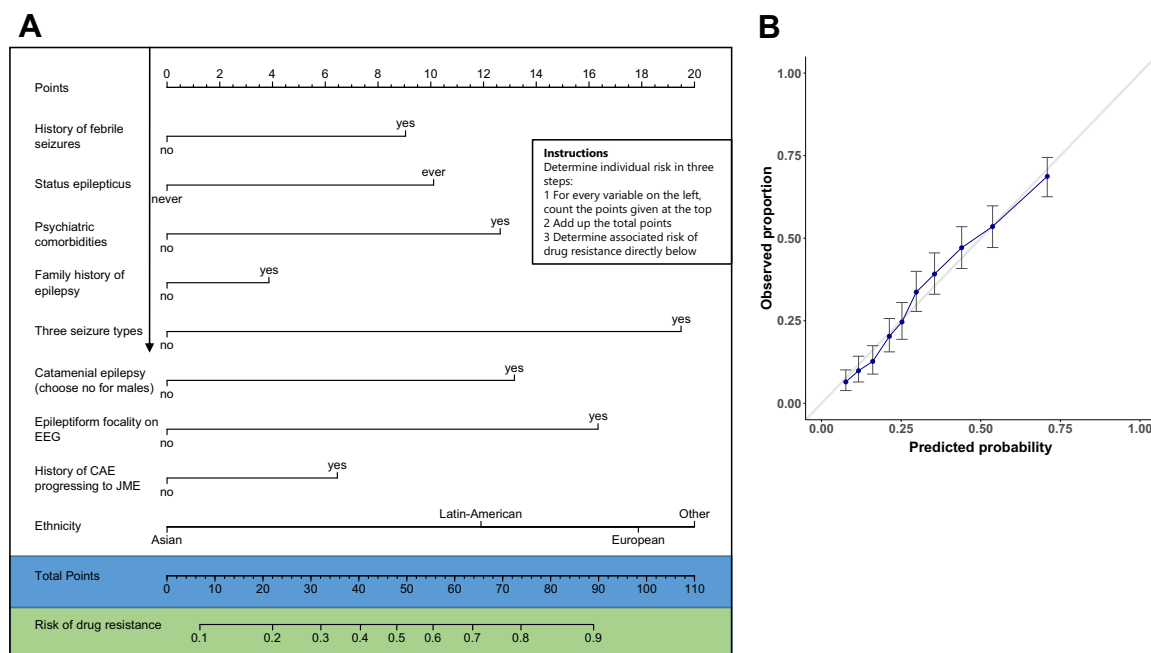 A
B
0 2 4 6 8 10 12 14 16 18 20
Points
History of febrile
seizures
yes
no
Status epilepticus
ever
never
Psychiatric
comorbidities
yes
no
Family history of
epilepsy
yes
no
Three seizure types
yes
no
Catamenial epilepsy
(choose no for males)
yes
no
Epileptiform focality on
EEG
yes
no
History of CAE
progressing to JME
yes
no
Ethnicity
Latin-American
Other
Asian
European
Total Points
0 10 20 30 40 50 60 70 80 90 100 110
Risk of drug resistance
0.1 0.2 0.3 0.4 0.5 0.6 0.7 0.8 0.9
Instructions
Determine individual risk in three
steps:
1 For every variable on the left,
count the points given at the top
2 Add up the total points
3 Determine associated risk of
drug resistance directly below
Observed proportion
1.00
0.75
0.50
0.25
0.00
0.00 0.25 0.50 0.75 1.00
Predicted probability